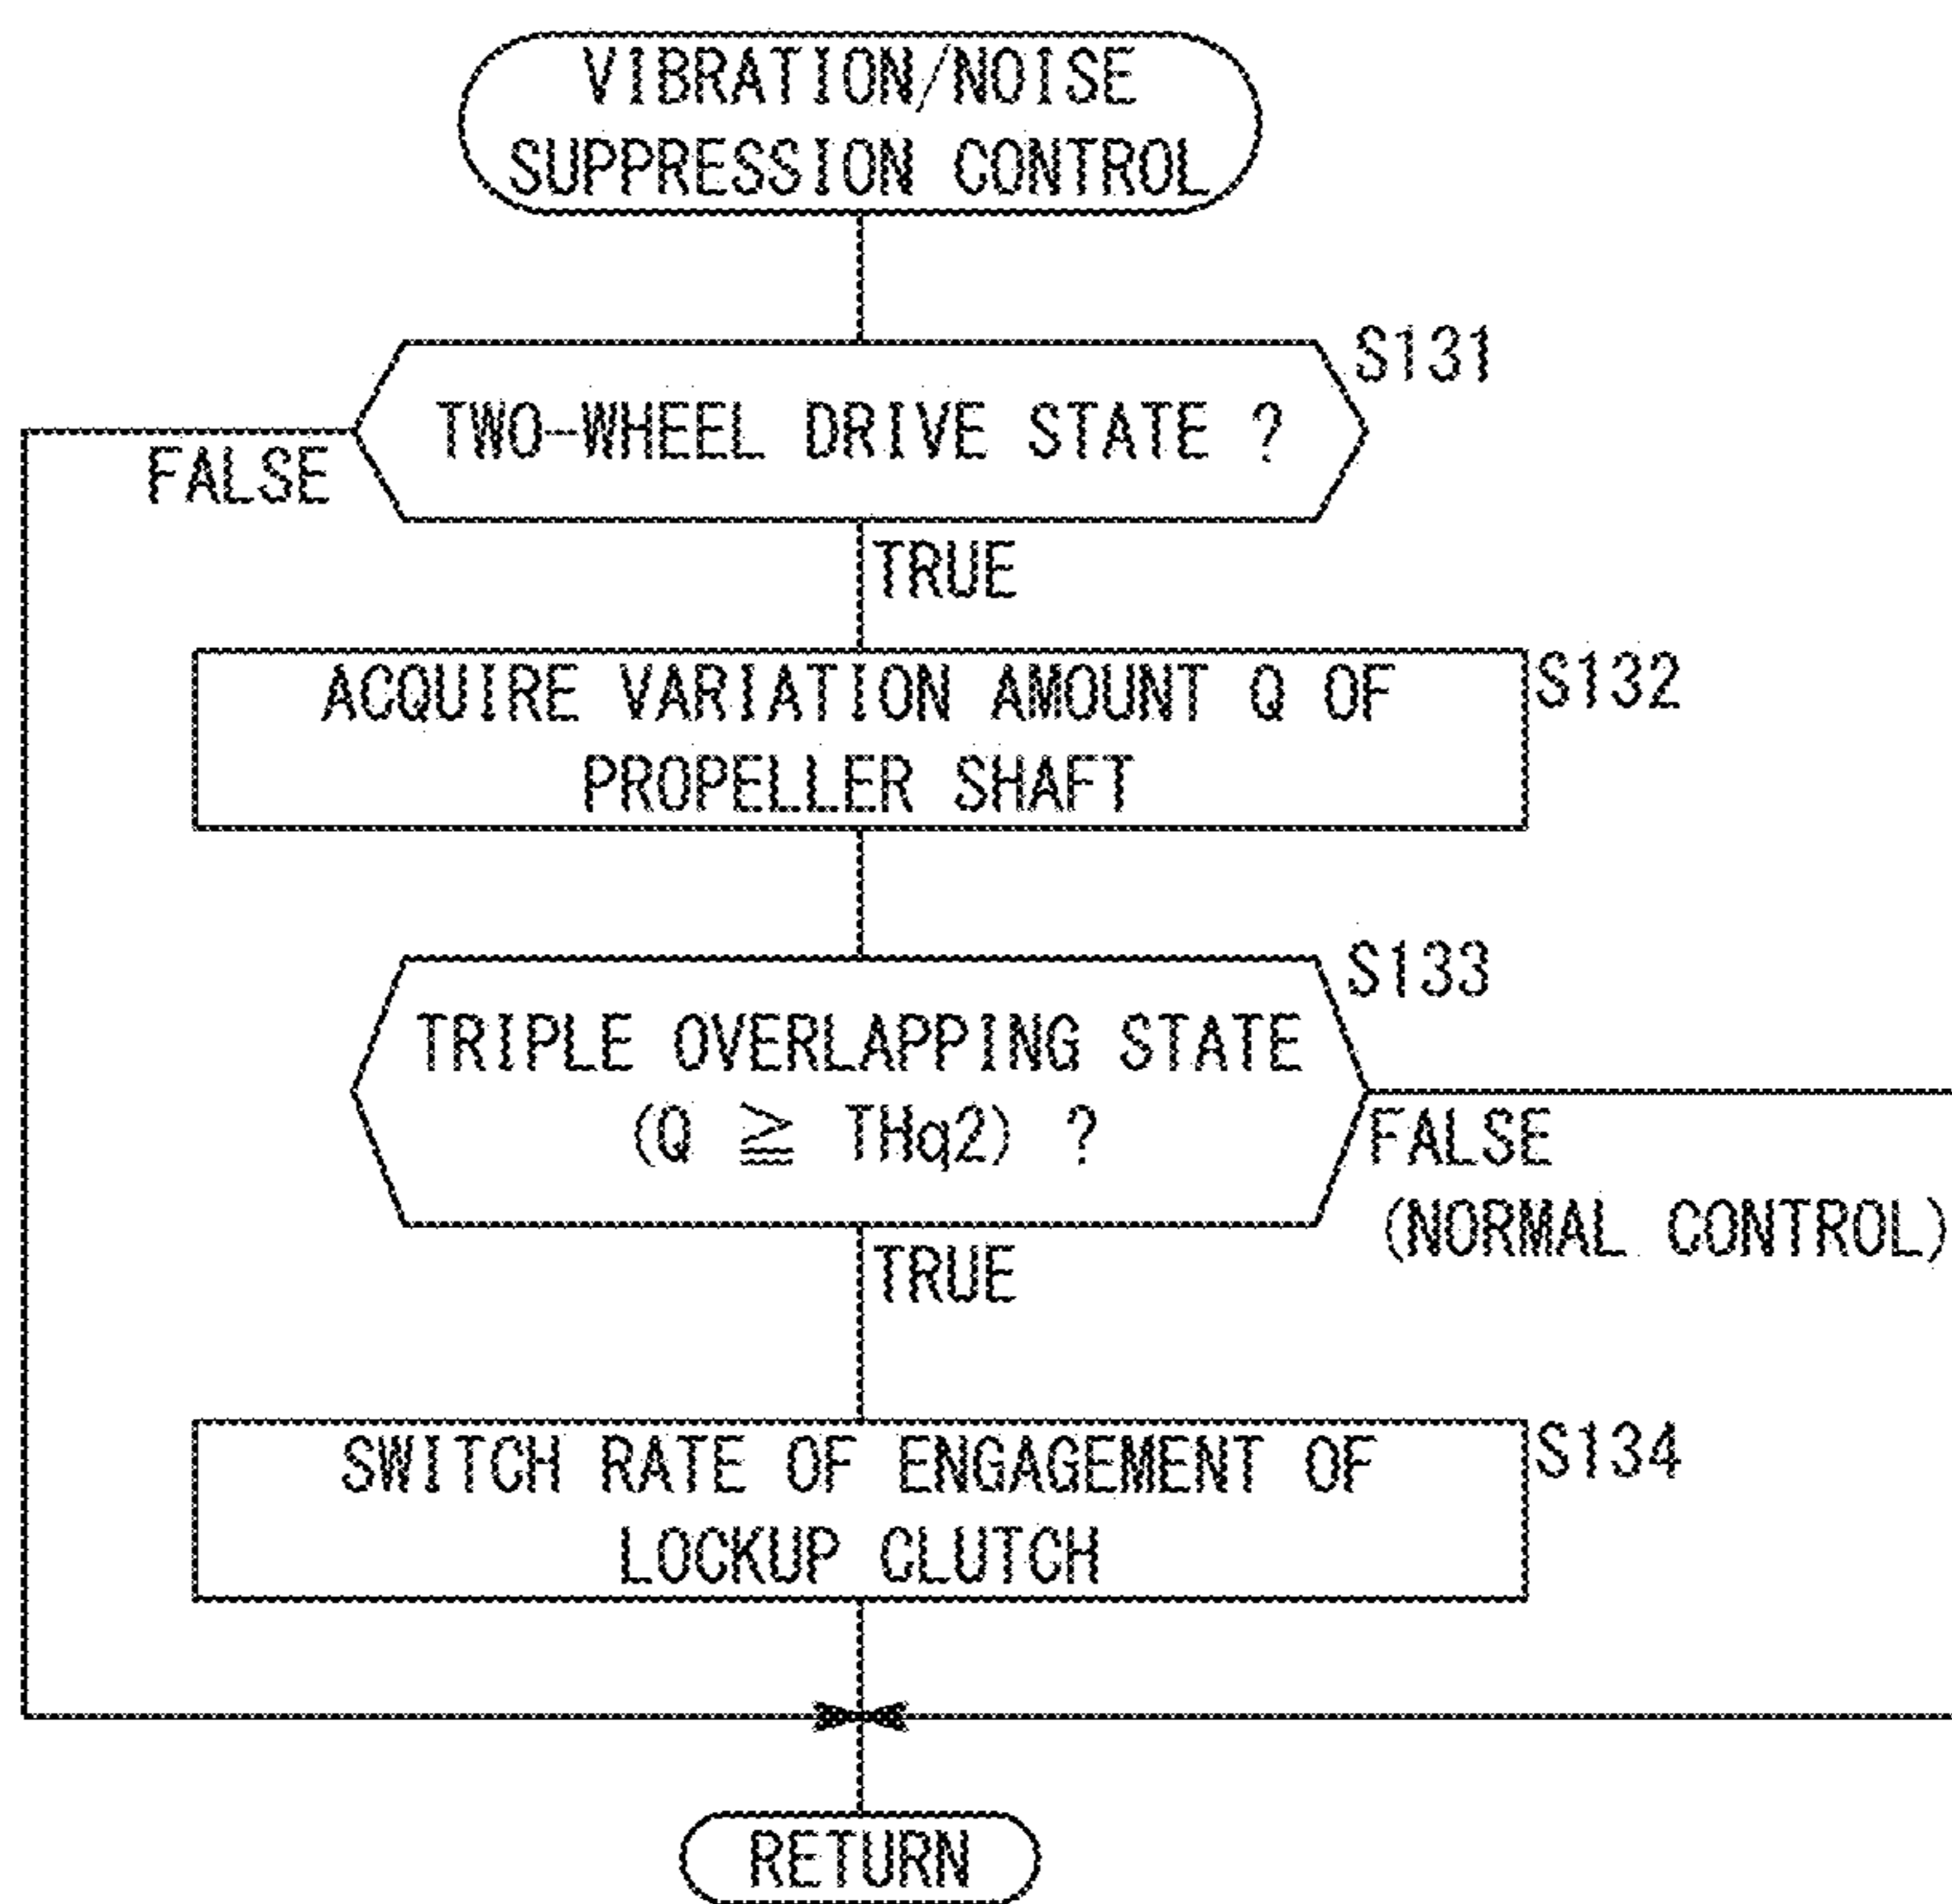 VIBRATION/NOISE
SUPPRESSION CONTROL
S131
TWO-WHEEL DRIVE STATE ?
FALSE
TRUE
ACQUIRE VARIATION AMOUNT Q OF
PROPELLER SHAFT
S132
S133
TRIPLE OVERLAPPING STATE
(Q ≧ THq2) ?
FALSE
(NORMAL CONTROL)
TRUE
SWITCH RATE OF ENGAGEMENT OF
LOCKUP CLUTCH
S134
RETURN